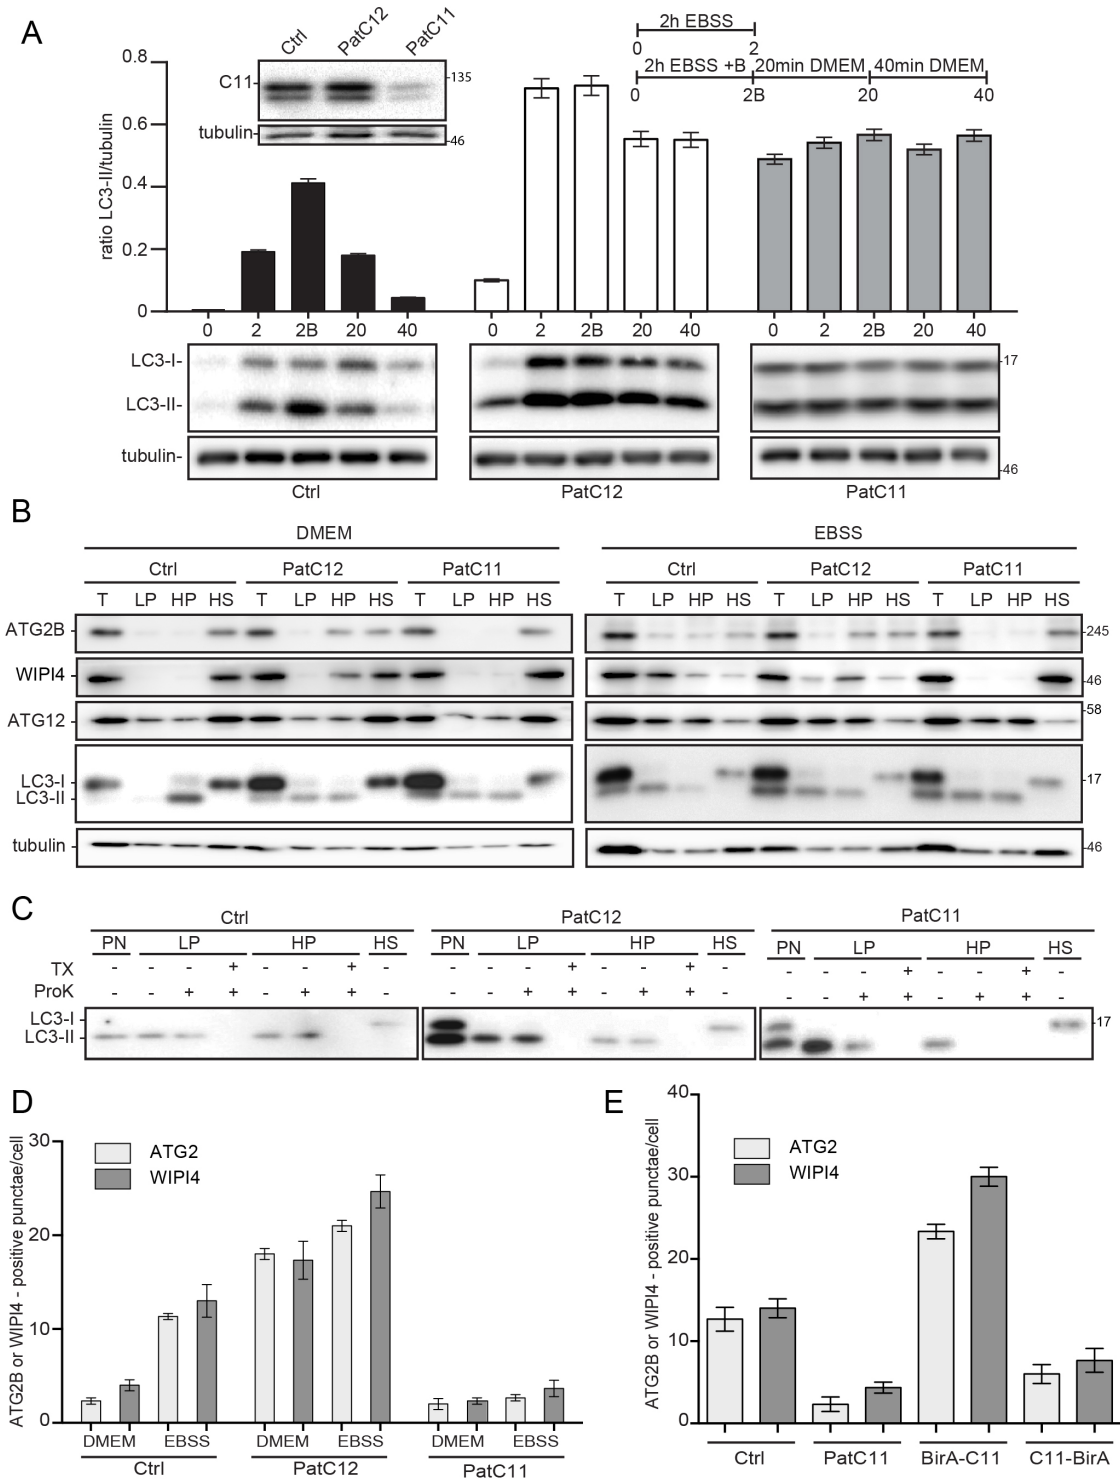 A
Ctrl PatC12 PatC11
C11- -135
tubulin- -46
2h EBSS
0 2
2h EBSS +B 20min DMEM 40min DMEM
0 2B 20 40
ratio LC3-II/tubulin
0.8
0.6
0.4
0.2
0
0 2 2B 20 40 0 2 2B 20 40 0 2 2B 20 40
LC3-I- -17
LC3-II-
tubulin- -46
Ctrl PatC12 PatC11
B
DMEM EBSS
Ctrl PatC12 PatC11 Ctrl PatC12 PatC11
T LP HP HS T LP HP HS T LP HP HS T LP HP HS T LP HP HS T LP HP HS
ATG2B - -245
WIPI4 - -46
ATG12 - -58
LC3-I - -17
LC3-II -
tubulin - -46
C
Ctrl PatC12 PatC11
PN LP HP HS PN LP HP HS PN LP HP HS
TX - - - + - - + - - - - + - - + - - - - + - - + -
ProK - - + + - + + - - - + + - + + - - - + + - + + -
LC3-I - -17
LC3-II -
D
ATG2B or WIPI4 - positive punctae/cell
30
20
10
0
ATG2
WIPI4
DMEM EBSS DMEM EBSS DMEM EBSS
Ctrl PatC12 PatC11
E
ATG2B or WIPI4 - positive punctae/cell
40
30
20
10
0
ATG2
WIPI4
Ctrl PatC11 BirA-C11 C11-BirA